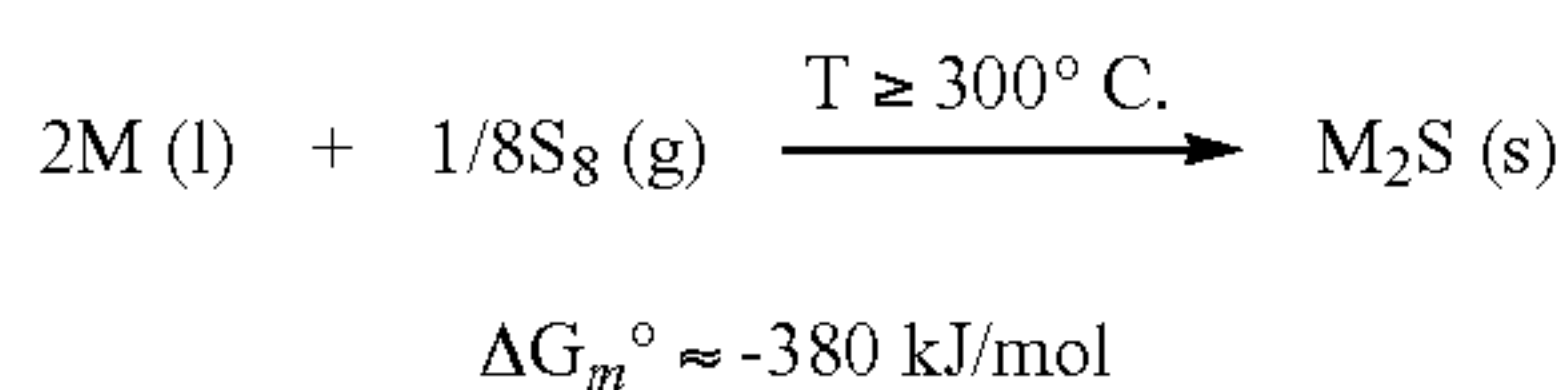 T ≥ 300° C.
2M (l) + 1/8S₈ (g) ⟶ M₂S (s)
ΔGₘ° ≈ -380 kJ/mol